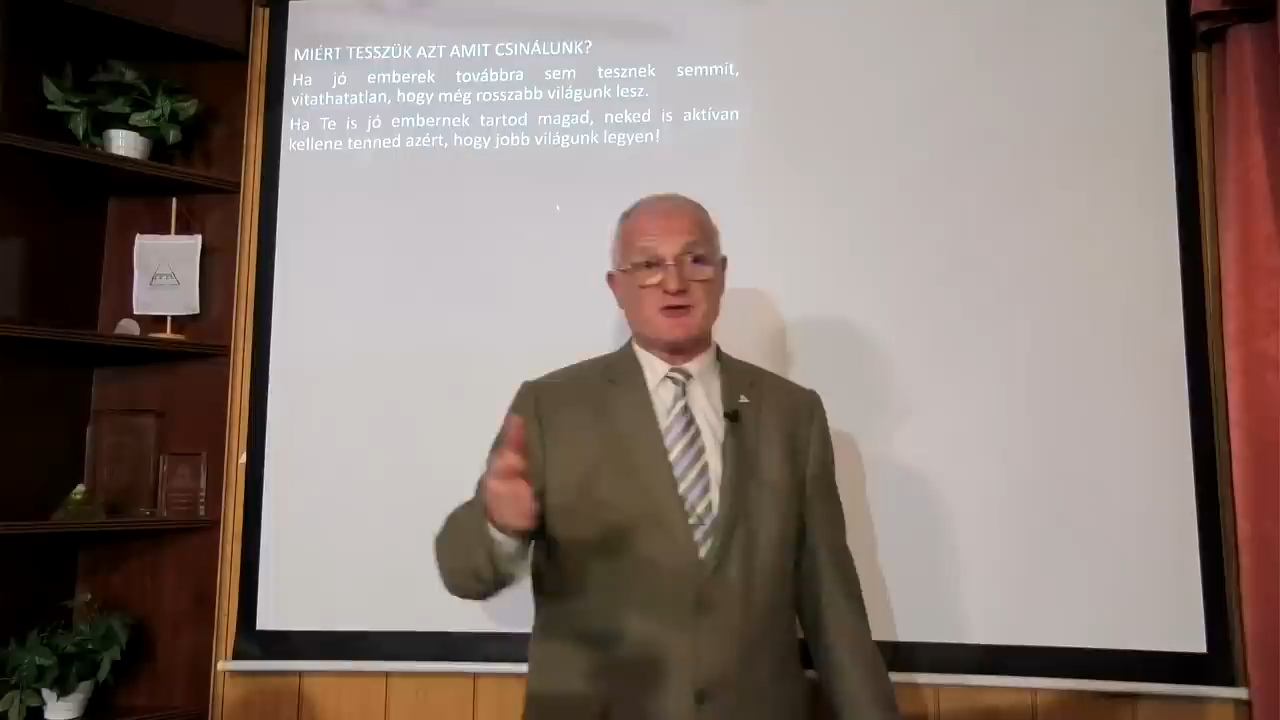 MIÉRT TESSZÜK AZT AMIT CSINÁLUNK?
Ha jó emberek továbbra sem tesznek semmit,
vitathatatlan, hogy még rosszabb világunk lesz.
Ha Te is jó embernek tartod magad, neked is aktívan
kellene tenned azért, hogy jobb világunk legyen!